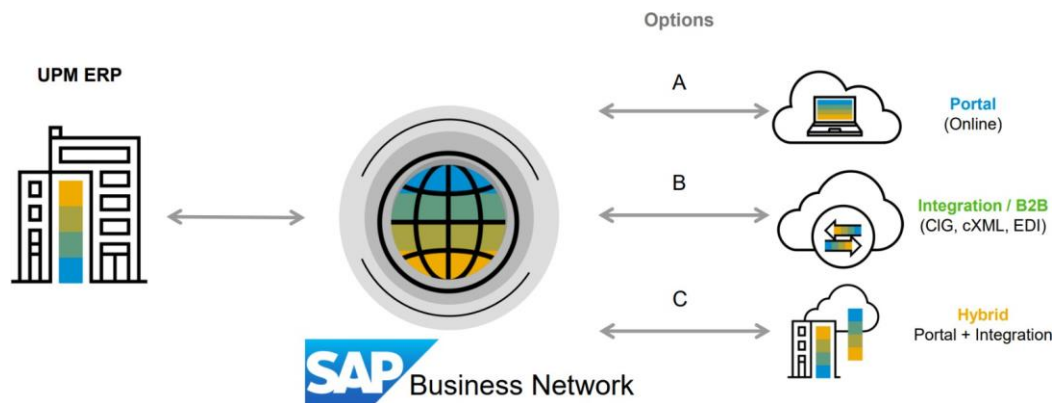 Options
UPM ERP
A
Portal
(Online)
B
Integration / B2B
(CIG, cXML, EDI)
C
Hybrid
Portal + Integration
SAP Business Network